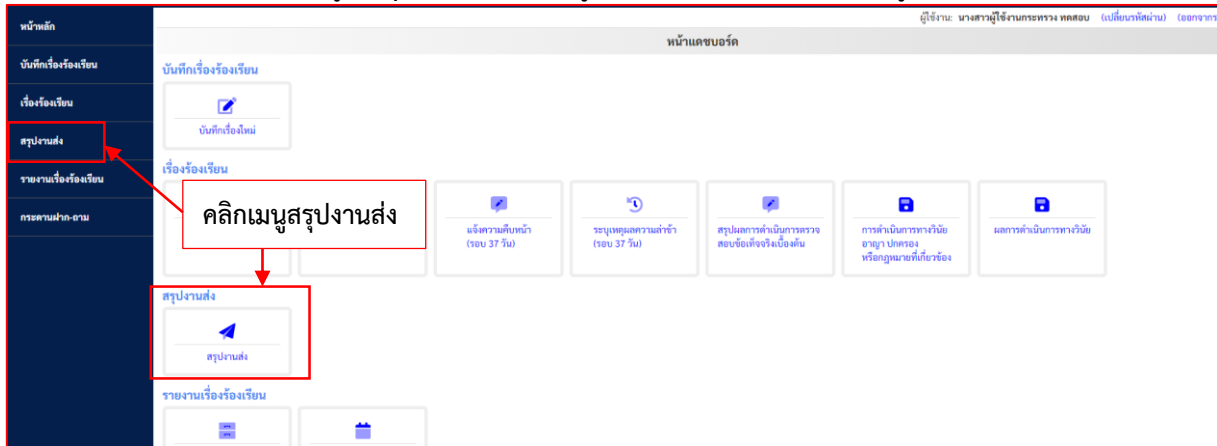 ผู้ใช้งาน: นางสาวผู้ใช้งานกระทรวง ทดสอบ (เปลี่ยนรหัสผ่าน) (ออกจากร
หน้าหลัก
บันทึกเรื่องร้องเรียน
เรื่องร้องเรียน
สรุปงานส่ง
รายงานเรื่องร้องเรียน
กระดานฝาก-ถาม
หน้าแดชบอร์ด
บันทึกเรื่องร้องเรียน
บันทึกเรื่องใหม่
เรื่องร้องเรียน
คลิกเมนูสรุปงานส่ง
แจ้งความคืบหน้า
(รอบ 37 วัน)
ระบุเหตุผลความล่าช้า
(รอบ 37 วัน)
สรุปผลการดำเนินการตรวจ
สอบข้อเท็จจริงเบื้องต้น
การดำเนินการทางวินัย
อาญา ปกครอง
หรือกฎหมายที่เกี่ยวข้อง
ผลการดำเนินการทางวินัย
สรุปงานส่ง
สรุปงานส่ง
รายงานเรื่องร้องเรียน